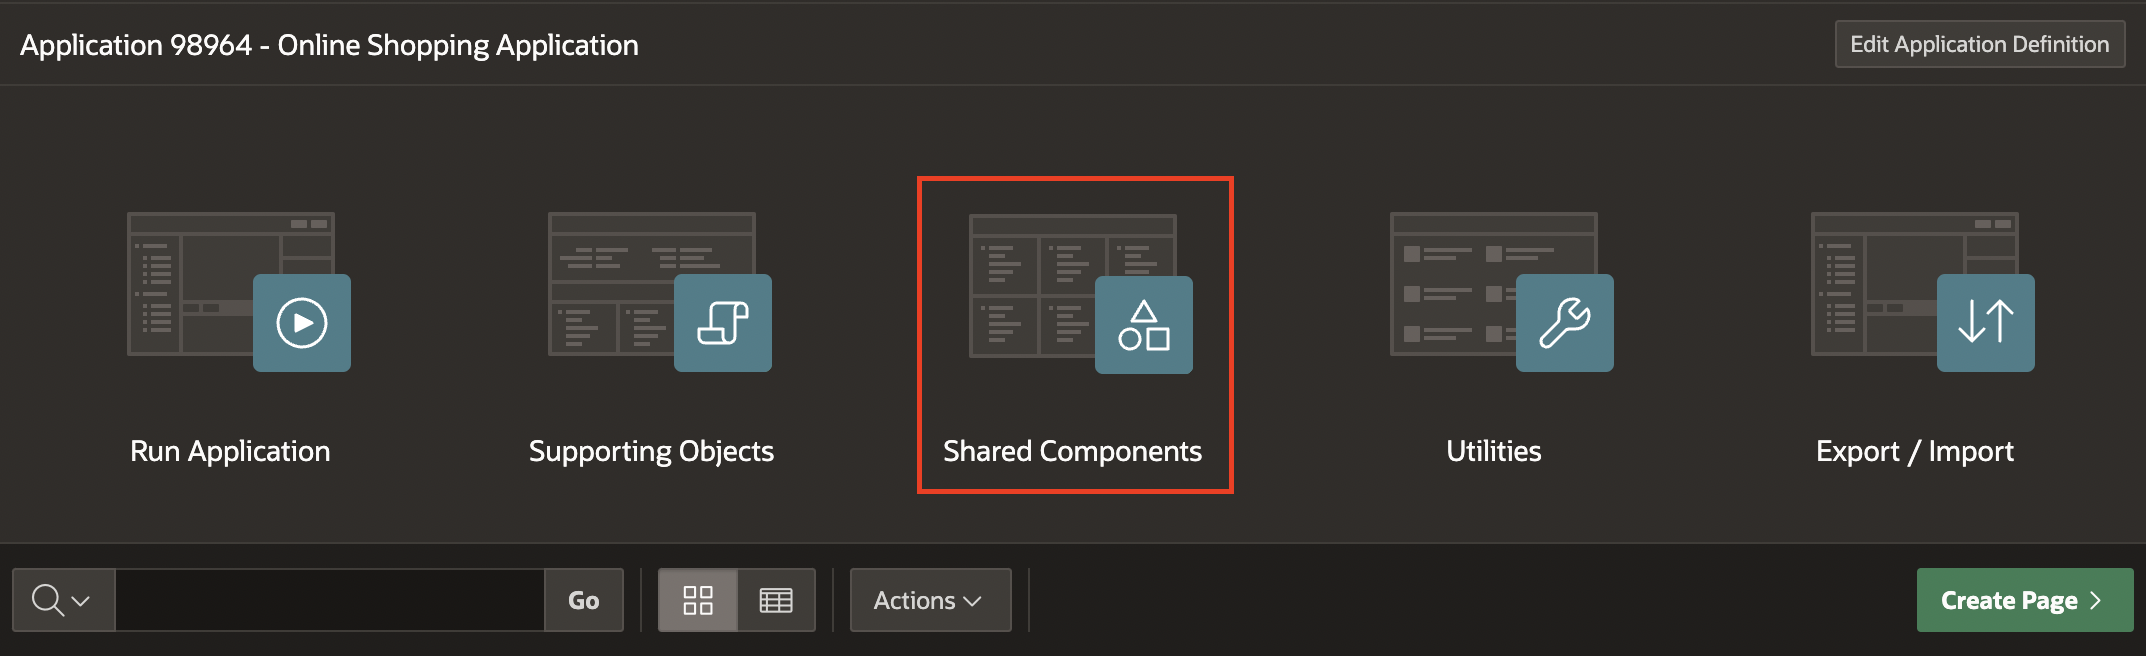 Application 98964 - Online Shopping Application
Edit Application Definition
Run Application
Supporting Objects
Shared Components
Utilities
Export / Import
Go
Actions
Create Page